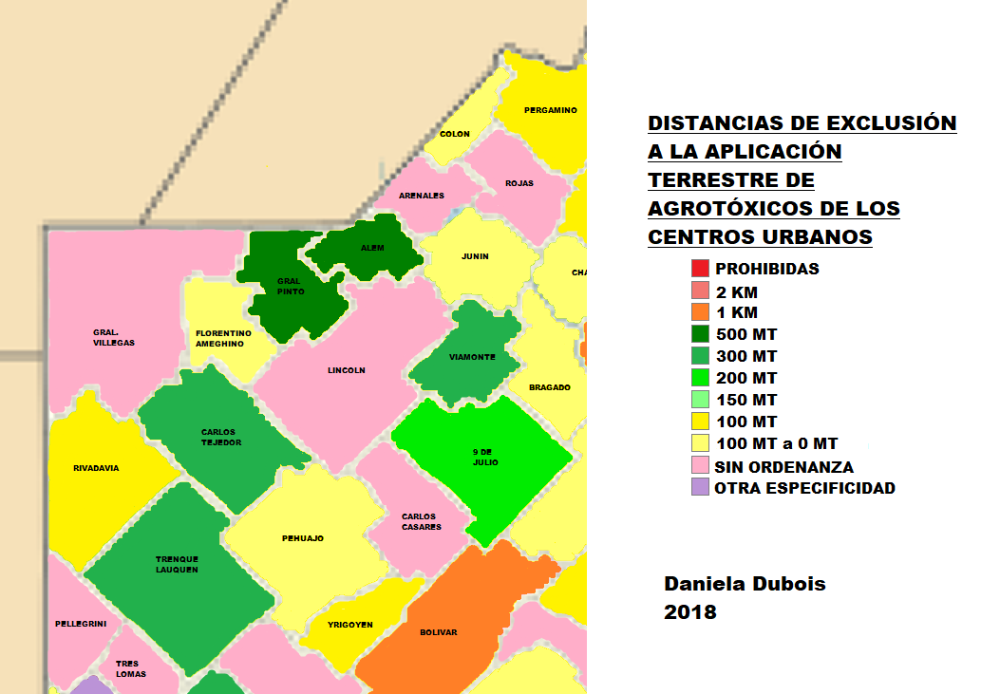 PERGAMINO
COLON
ROJAS
ARENALES
ALEM
JUNIN
CHA
GRAL
PINTO
GRAL.
VILLEGAS
FLORENTINO
AMEGHINO
LINCOLN
VIAMONTE
BRAGADO
CARLOS
TEJEDOR
9 DE
JULIO
RIVADAVIA
CARLOS
CASARES
PEHUAJO
TRENQUE
LAUQUEN
PELLEGRINI
YRIGOYEN
BOLIVAR
TRES
LOMAS
DISTANCIAS DE EXCLUSIÓN
A LA APLICACIÓN
TERRESTRE DE
AGROTÓXICOS DE LOS
CENTROS URBANOS
PROHIBIDAS
2 KM
1 KM
500 MT
300 MT
200 MT
150 MT
100 MT
100 MT a 0 MT
SIN ORDENANZA
OTRA ESPECIFICIDAD
Daniela Dubois
2018